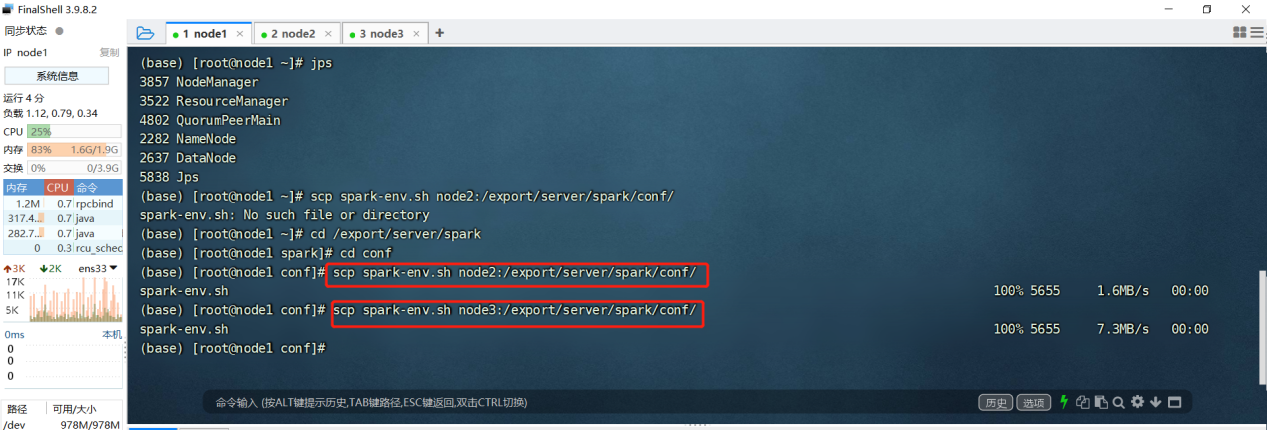 FinalShell 3.9.8.2
同步状态
IP node1 复制
系统信息
运行 4 分
负载 1.12, 0.79, 0.34
CPU 25%
内存 83% 1.6G/1.9G
交换 0% 0/3.9G
内存 CPU 命令
1.2M 0.7 rpcbind
317.4... 0.7 java
282.7... 0.7 java
0 0.3 rcu_sched
3K 2K ens33
17K
11K
5K
0ms 本机
0
0
0
路径 可用/大小
/dev 978M/978M
1 node1 × 2 node2 × 3 node3 × +
(base) [root@node1 ~]# jps
3857 NodeManager
3522 ResourceManager
4802 QuorumPeerMain
2282 NameNode
2637 DataNode
5838 Jps
(base) [root@node1 ~]# scp spark-env.sh node2:/export/server/spark/conf/
spark-env.sh: No such file or directory
(base) [root@node1 ~]# cd /export/server/spark
(base) [root@node1 spark]# cd conf
(base) [root@node1 conf]# scp spark-env.sh node2:/export/server/spark/conf/
spark-env.sh 100% 5655 1.6MB/s 00:00
(base) [root@node1 conf]# scp spark-env.sh node3:/export/server/spark/conf/
spark-env.sh 100% 5655 7.3MB/s 00:00
(base) [root@node1 conf]#
命令输入 (按ALT键提示历史,TAB键路径,ESC键返回,双击CTRL切换) 历史 选项